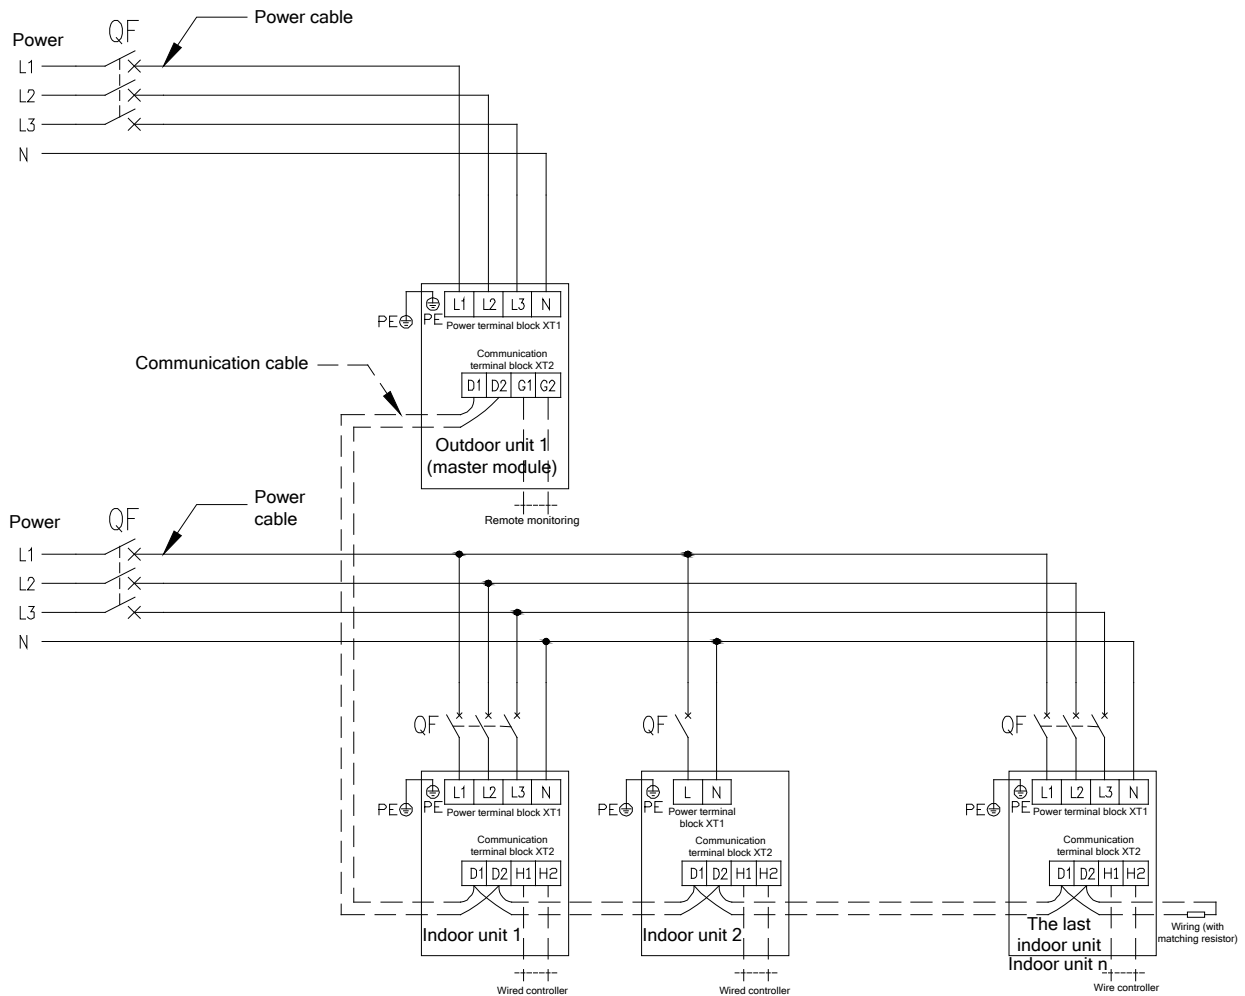 Power cable
QF
Power
L1
L2
L3
N
L1 L2 L3 N
PE PE
Power terminal block XT1
Communication
terminal block XT2
Communication cable
D1 D2 G1 G2
Outdoor unit 1
(master module)
Remote monitoring
Power
cable
QF
Power
L1
L2
L3
N
QF QF QF
L1 L2 L3 N
PE PE
Power terminal block XT1
Communication
terminal block XT2
D1 D2 H1 H2
Indoor unit 1
Wired controller
L N
PE PE
Power terminal
block XT1
Communication
terminal block XT2
D1 D2 H1 H2
Indoor unit 2
Wired controller
L1 L2 L3 N
PE PE
Power terminal block XT1
Communication
terminal block XT2
D1 D2 H1 H2
The last
indoor unit
Indoor unit n
Wire controller
Wiring (with
matching resistor)